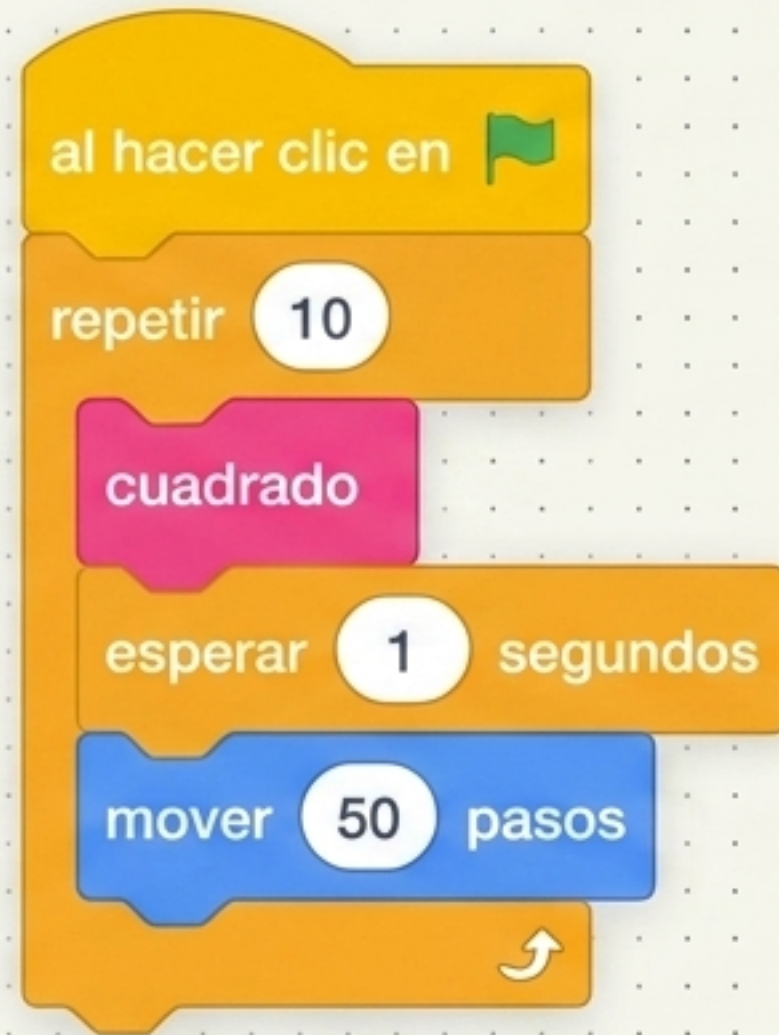 al hacer clic en
repetir 10
cuadrado
esperar 1 segundos
mover 50 pasos